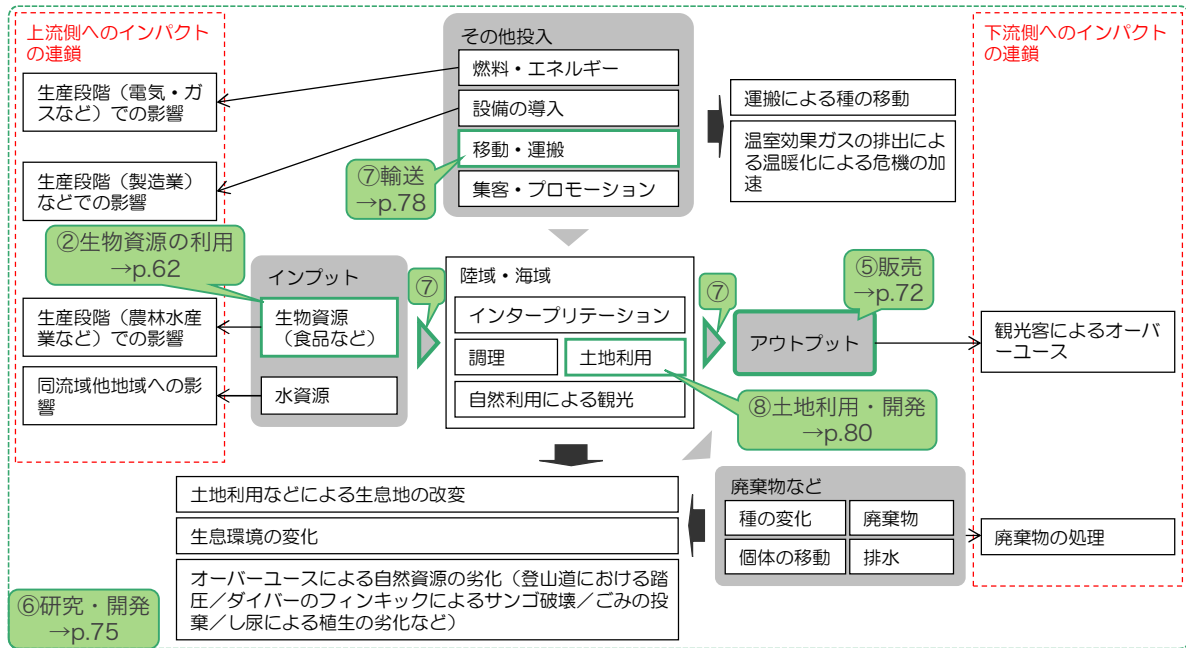 上流側へのインパクト
の連鎖
生産段階(電気・ガ
スなど)での影響
生産段階(製造業)
などでの影響
②生物資源の利用
→p.62
生産段階(農林水産
業など)での影響
同流域他地域への影
響
その他投入
燃料・エネルギー
設備の導入
移動・運搬
集客・プロモーション
⑦輸送
→p.78
運搬による種の移動
温室効果ガスの排出によ
る温暖化による危機の加
速
下流側へのインパクト
の連鎖
インプット
生物資源
(食品など)
水資源
⑦
陸域・海域
インタープリテーション
調理
土地利用
自然利用による観光
⑦
⑤販売
→p.72
アウトプット
観光客によるオーバ
ーユース
⑧土地利用・開発
→p.80
土地利用などによる生息地の改変
生息環境の変化
オーバーユースによる自然資源の劣化(登山道における踏
圧/ダイバーのフィンキックによるサンゴ破壊/ごみの投
棄/し尿による植生の劣化など)
廃棄物など
種の変化
廃棄物
個体の移動
排水
廃棄物の処理
⑥研究・開発
→p.75